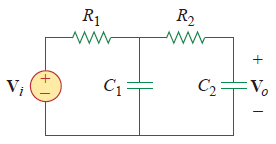 R₁ R₂
+
Vᵢ + − C₁ C₂ Vₒ
−